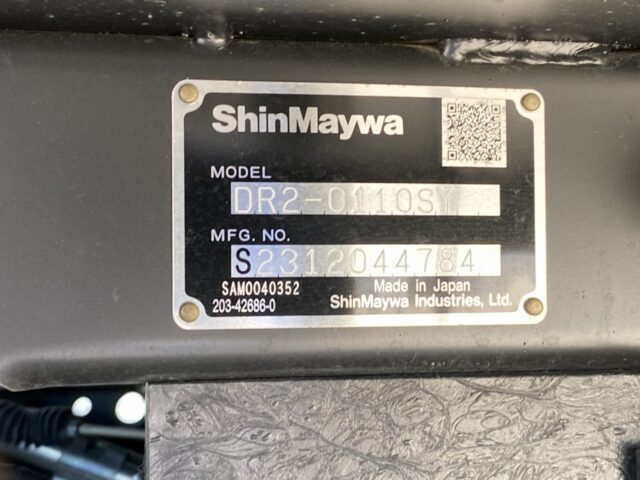 ShinMaywa
MODEL
DR2-0110SY
MFG. NO.
S2312044784
SAM0040352
Made in Japan
203-42686-0
ShinMaywa Industries, Ltd.